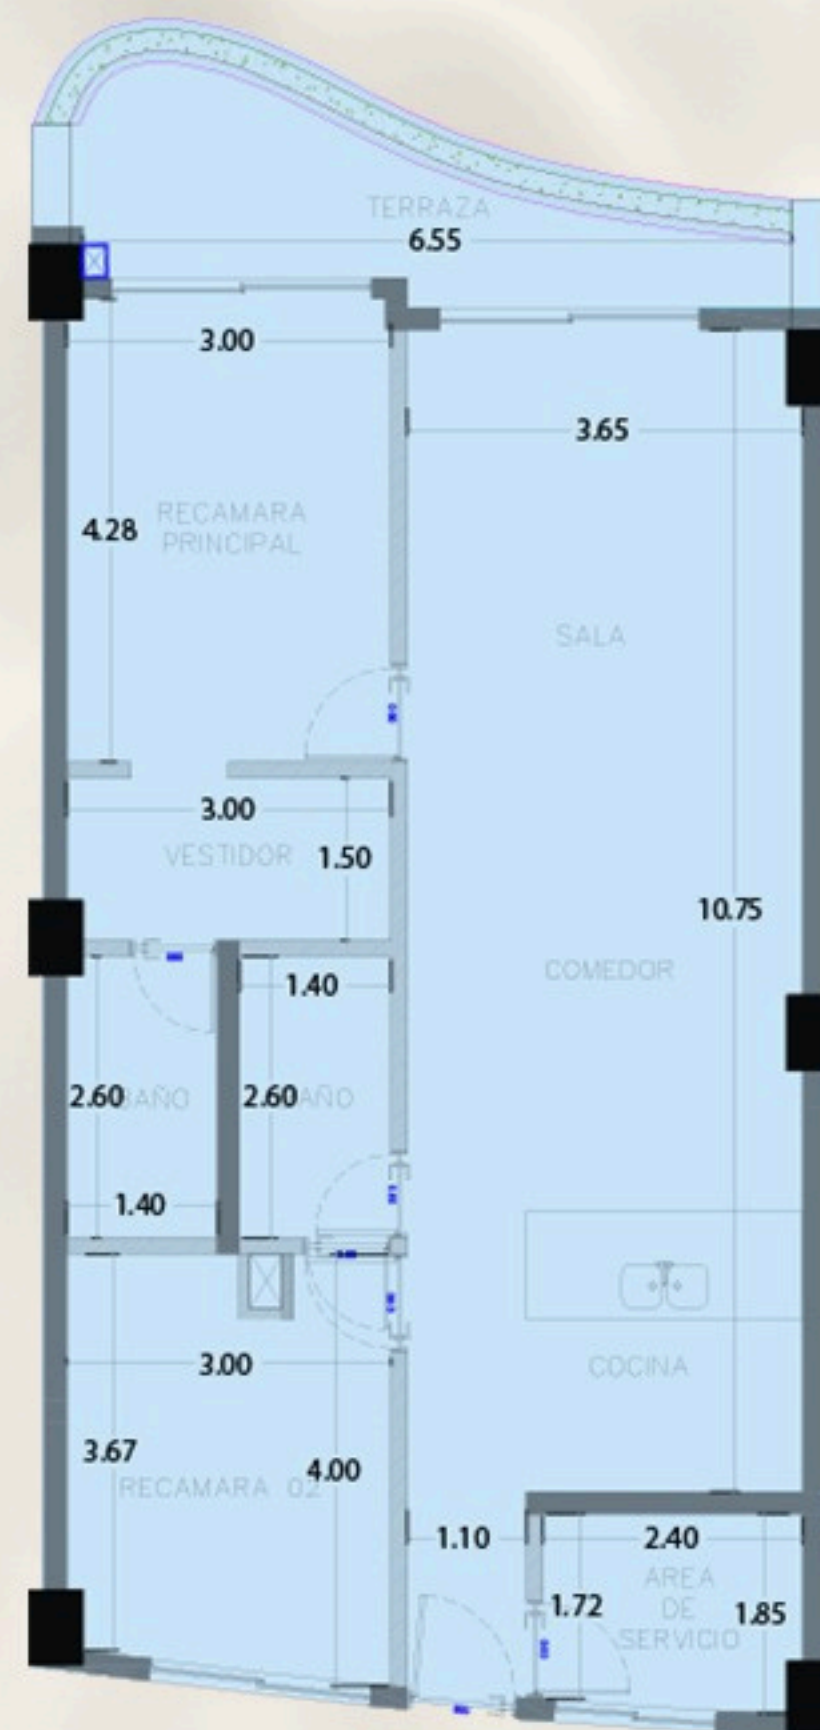 TERRAZA
6.55
3.00
3.65
4.28
RECAMARA
PRINCIPAL
SALA
3.00
VESTIDOR
1.50
10.75
COMEDOR
1.40
2.60
BAÑO
2.60
AÑO
1.40
COCINA
3.00
3.67
4.00
RECAMARA 02
1.10
2.40
AREA
DE
SERVICIO
1.72
1.85